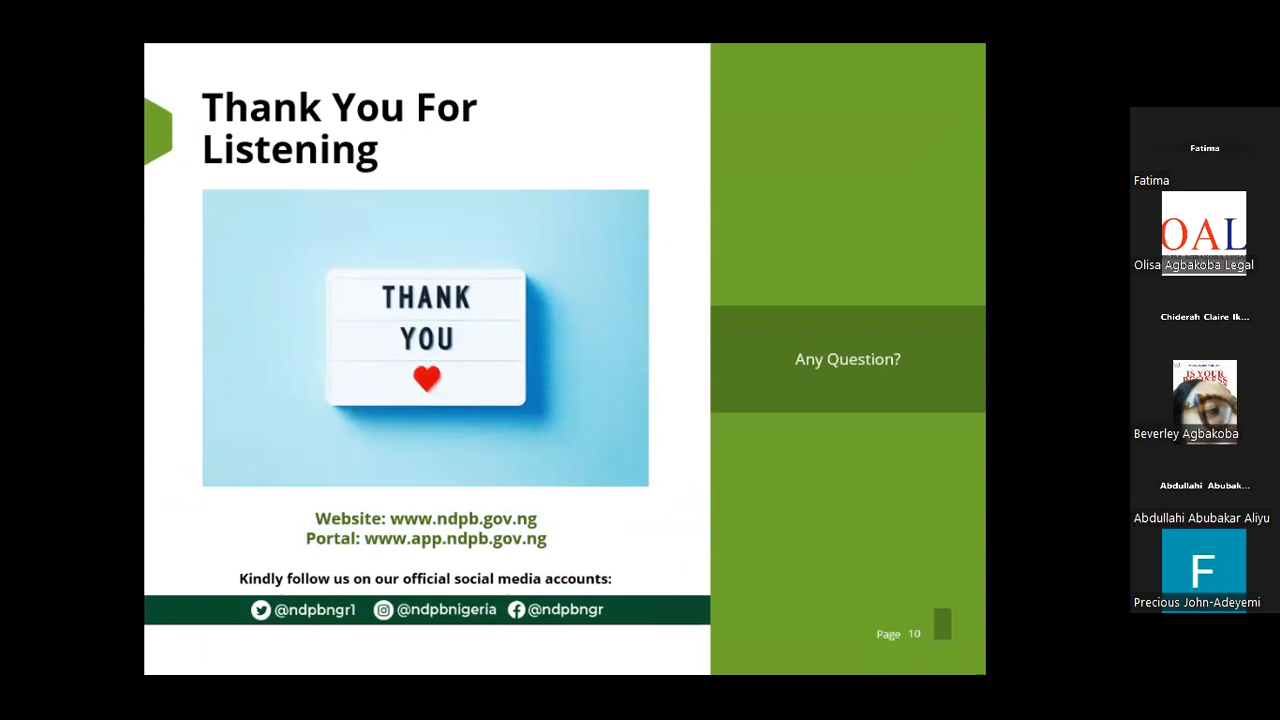 Thank You For
Listening
THANK
YOU
Website: www.ndpb.gov.ng
Portal: www.app.ndpb.gov.ng
Kindly follow us on our official social media accounts:
@ndpbngr1 @ndpbnigeria @ndpbngr
Any Question?
Page 10
Fatima
Fatima
OAL
Olisa Agbakoba Legal
Chiderah Claire Ik...
IS YOUR
Beverley Agbakoba
Abdullahi Abubak...
Abdullahi Abubakar Aliyu
F
Precious John-Adeyemi